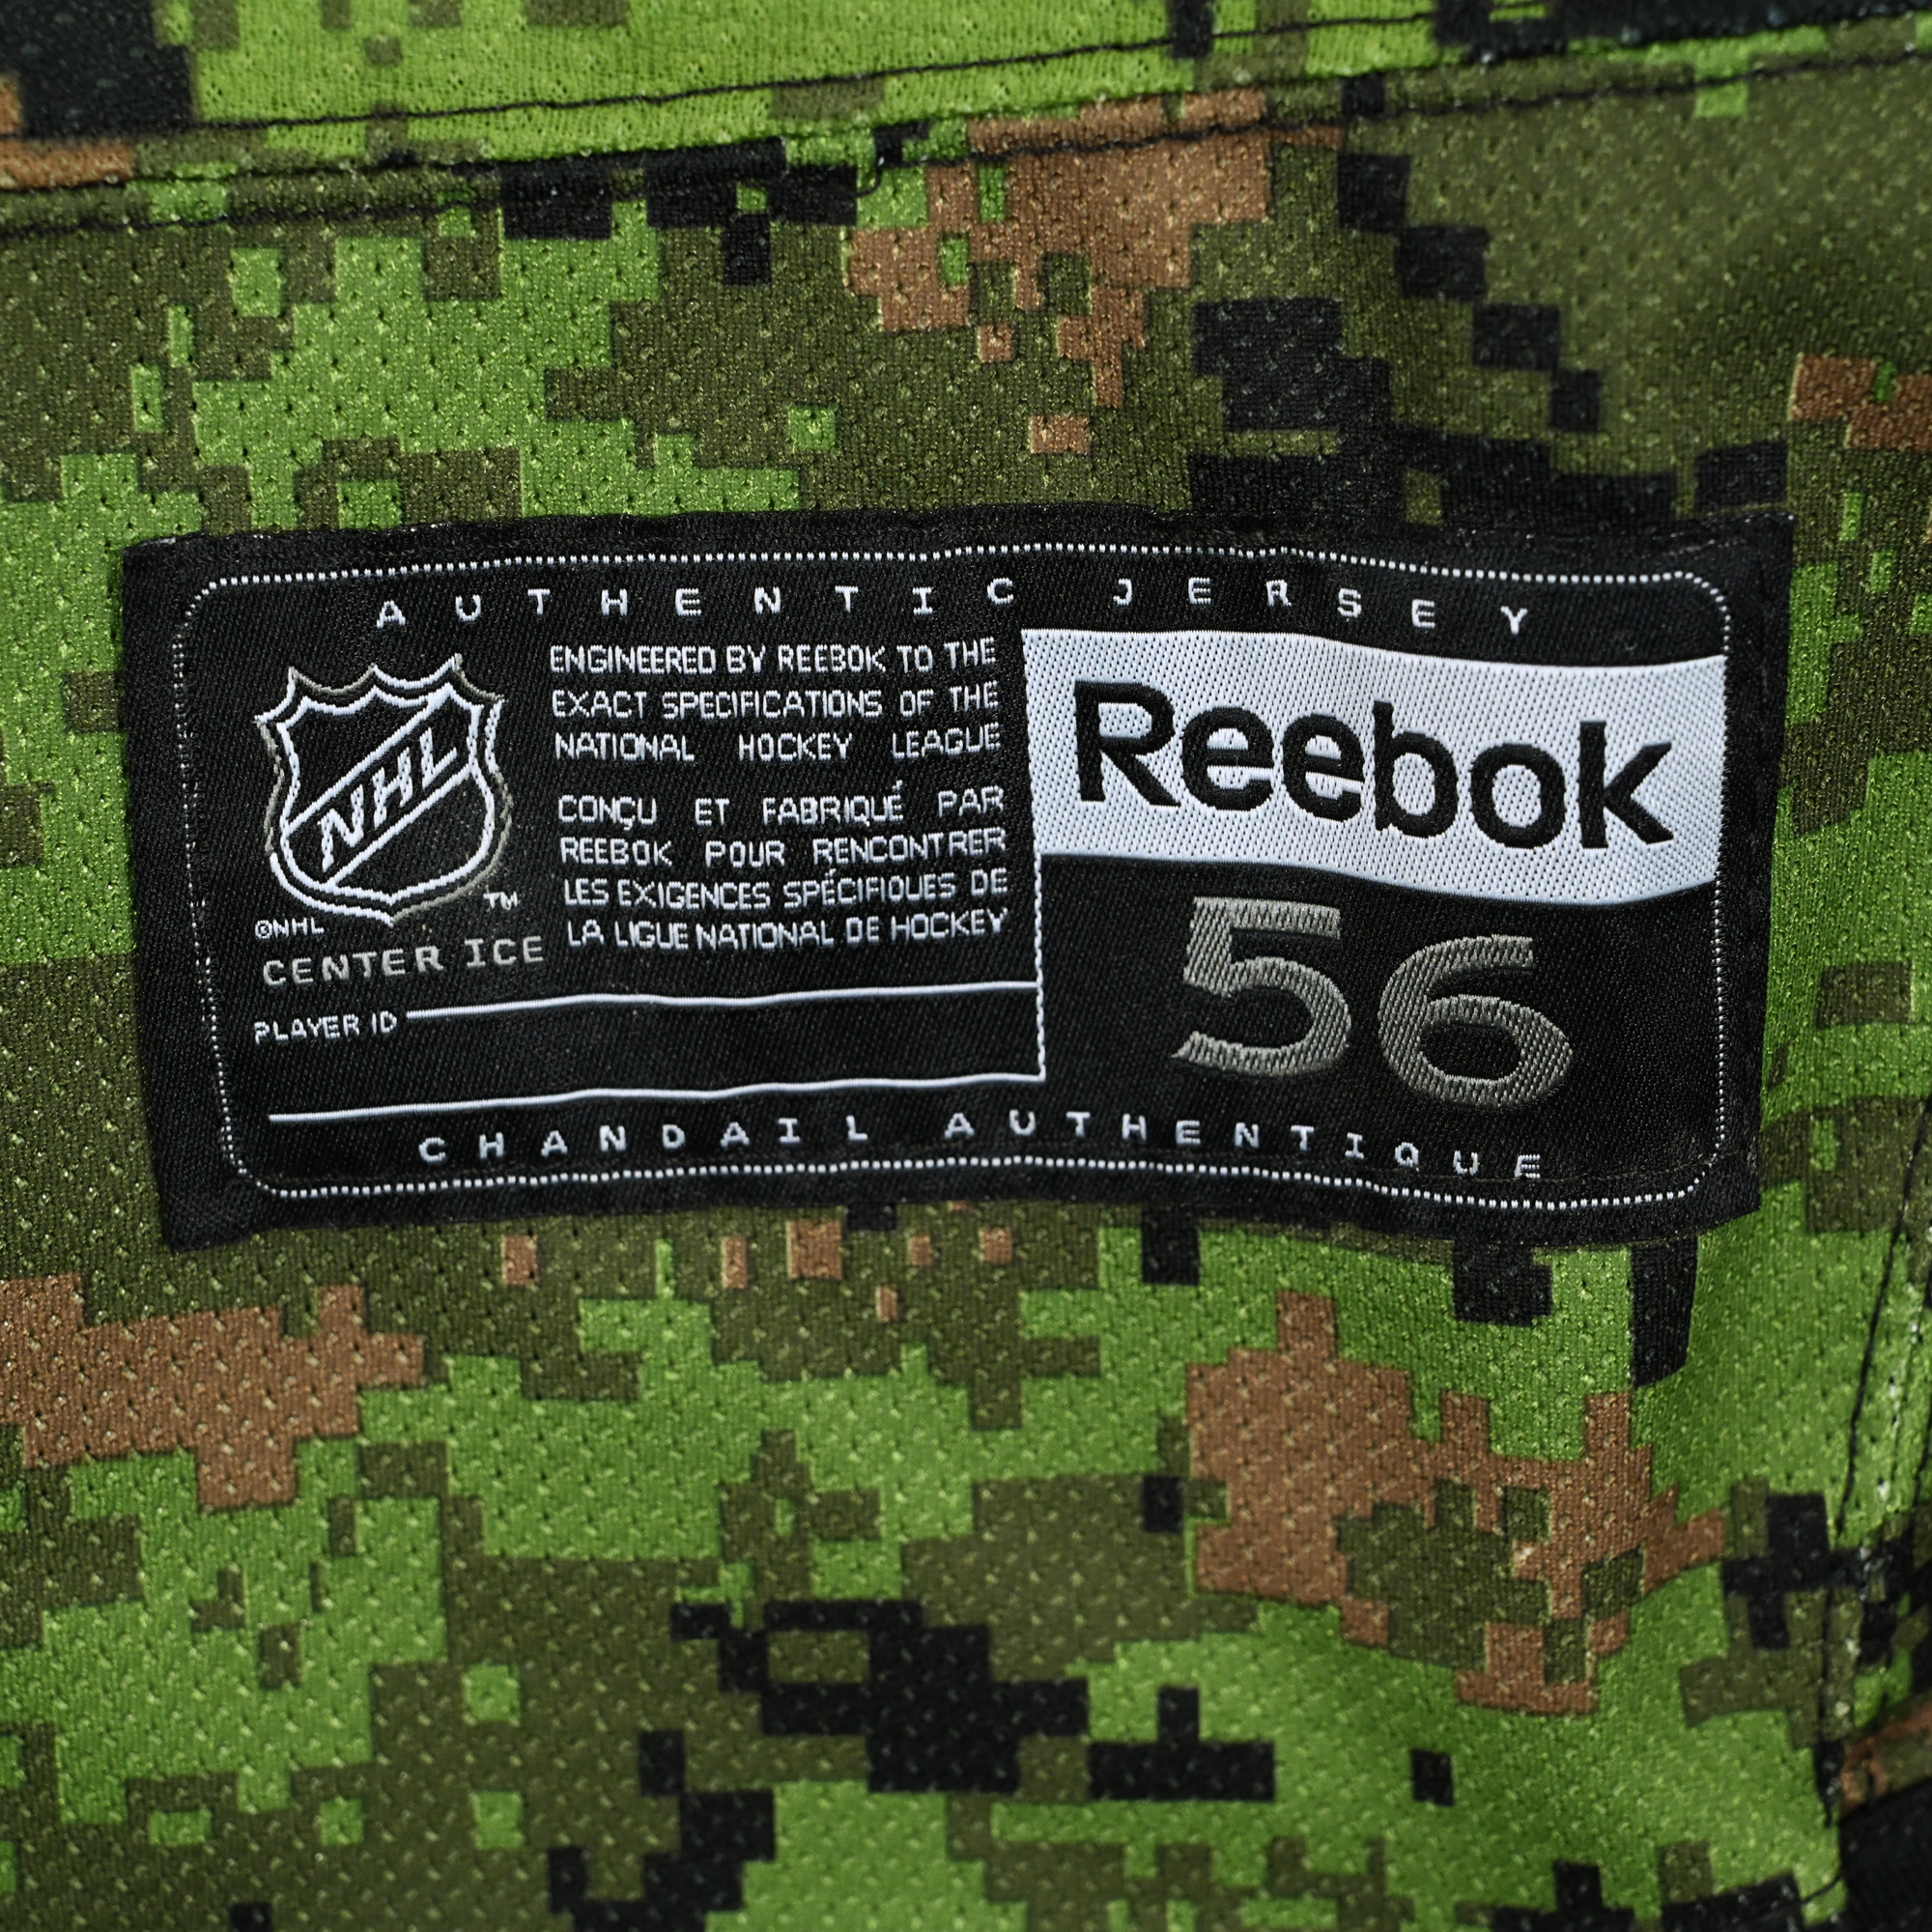 AUTHENTIC JERSEY
NHL
TM
©NHL
CENTER ICE
ENGINEERED BY REEBOK TO THE
EXACT SPECIFICATIONS OF THE
NATIONAL HOCKEY LEAGUE
CONÇU ET FABRIQUÉ PAR
REEBOK POUR RENCONTRER
LES EXIGENCES SPÉCIFIQUES DE
LA LIGUE NATIONAL DE HOCKEY
PLAYER ID
Reebok
56
CHANDAIL AUTHENTIQUE